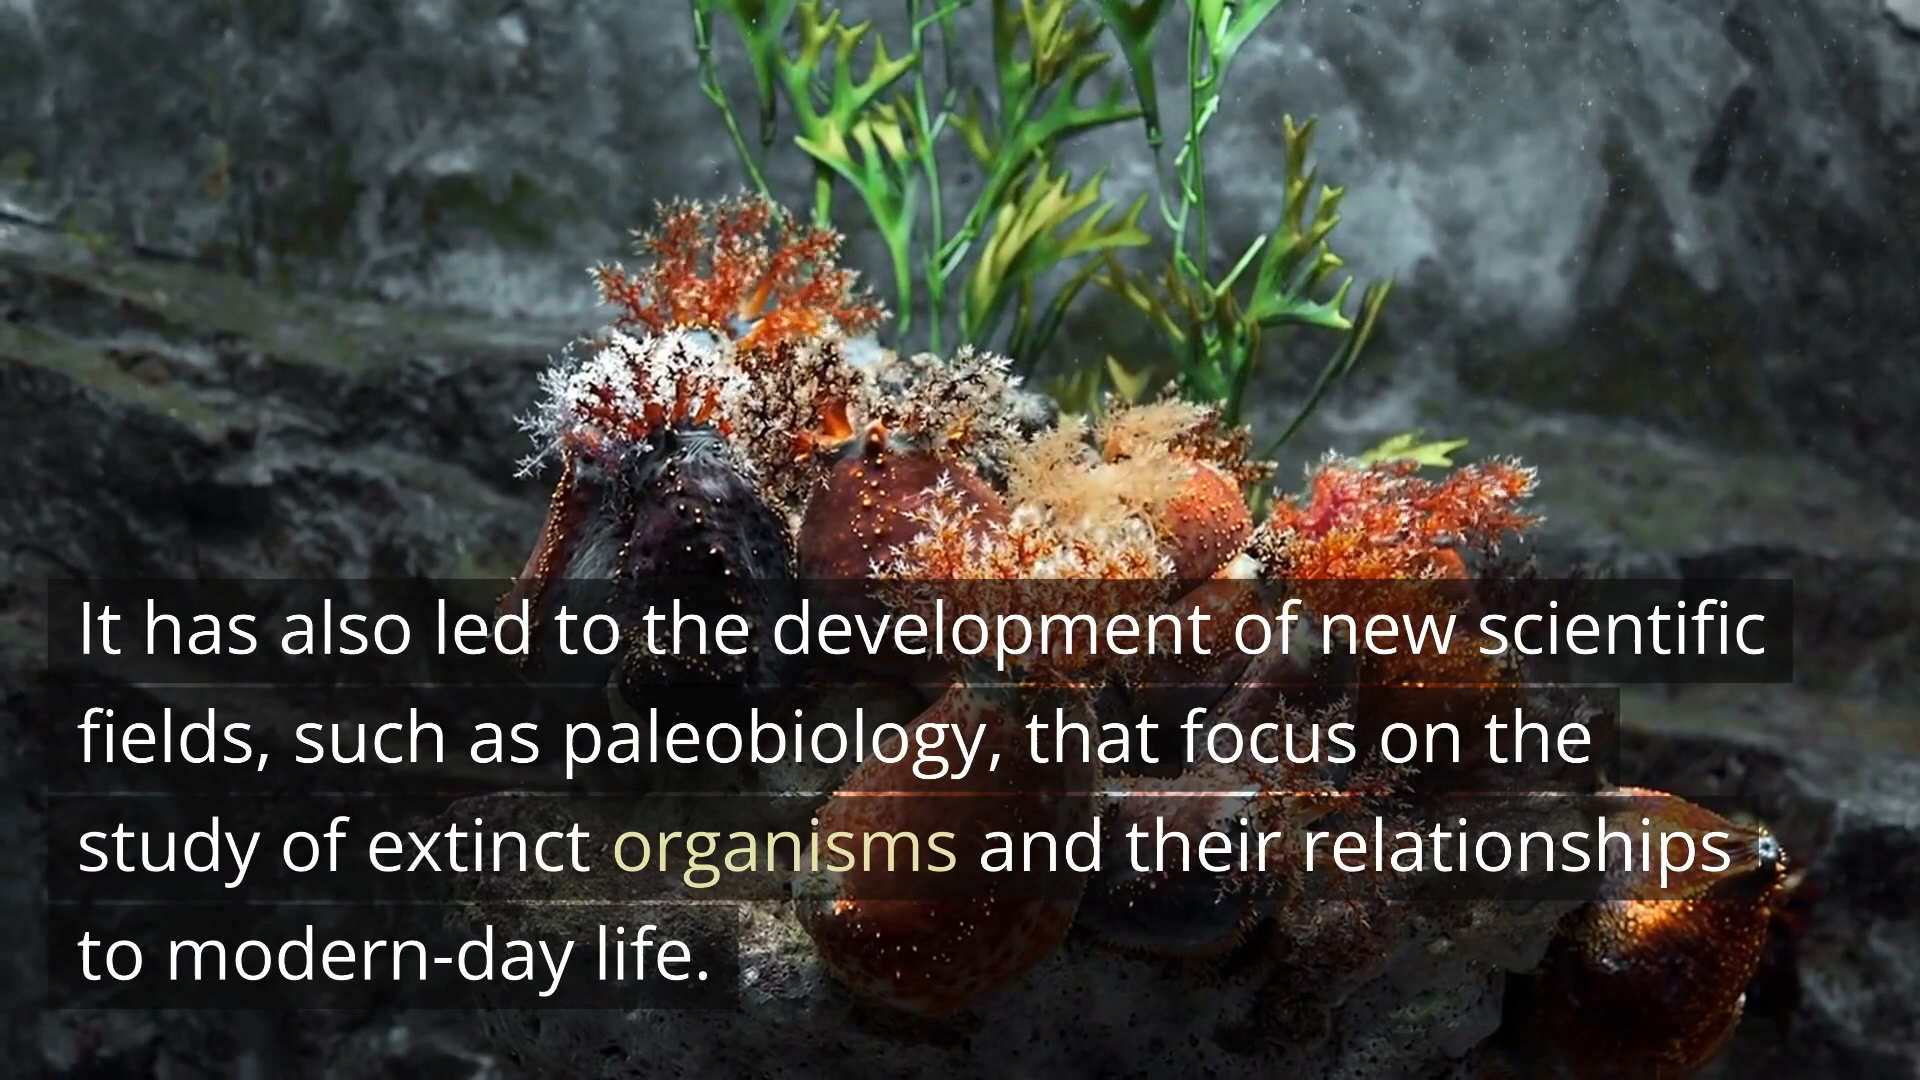 It has also led to the development of new scientific
fields, such as paleobiology, that focus on the
study of extinct organisms and their relationships
to modern-day life.